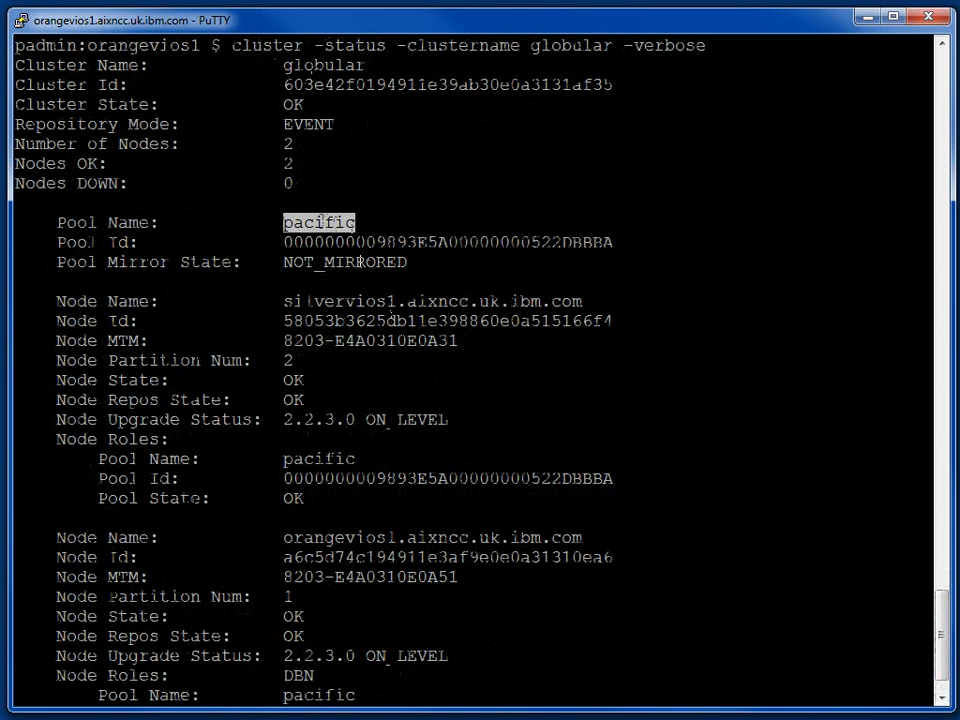 orangevios1.aixncc.uk.ibm.com - PuTTY
padmin:orangevios1 $ cluster -status -clustername globular -verbose
Cluster Name: globular
Cluster Id: 603e42f0194911e39ab30e0a3131af35
Cluster State: OK
Repository Mode: EVENT
Number of Nodes: 2
Nodes OK: 2
Nodes DOWN: 0
Pool Name: pacific
Pool Id: 0000000009893E5A00000000522DBBBA
Pool Mirror State: NOT_MIRRORED
Node Name: silvervios1.aixncc.uk.ibm.com
Node Id: 58053b3625db11e398860e0a515166f4
Node MTM: 8203-E4A0310E0A31
Node Partition Num: 2
Node State: OK
Node Repos State: OK
Node Upgrade Status: 2.2.3.0 ON_LEVEL
Node Roles:
Pool Name: pacific
Pool Id: 0000000009893E5A00000000522DBBBA
Pool State: OK
Node Name: orangevios1.aixncc.uk.ibm.com
Node Id: a6c5d74c194911e3af9e0e0a31310ea6
Node MTM: 8203-E4A0310E0A51
Node Partition Num: 1
Node State: OK
Node Repos State: OK
Node Upgrade Status: 2.2.3.0 ON_LEVEL
Node Roles: DBN
Pool Name: pacific